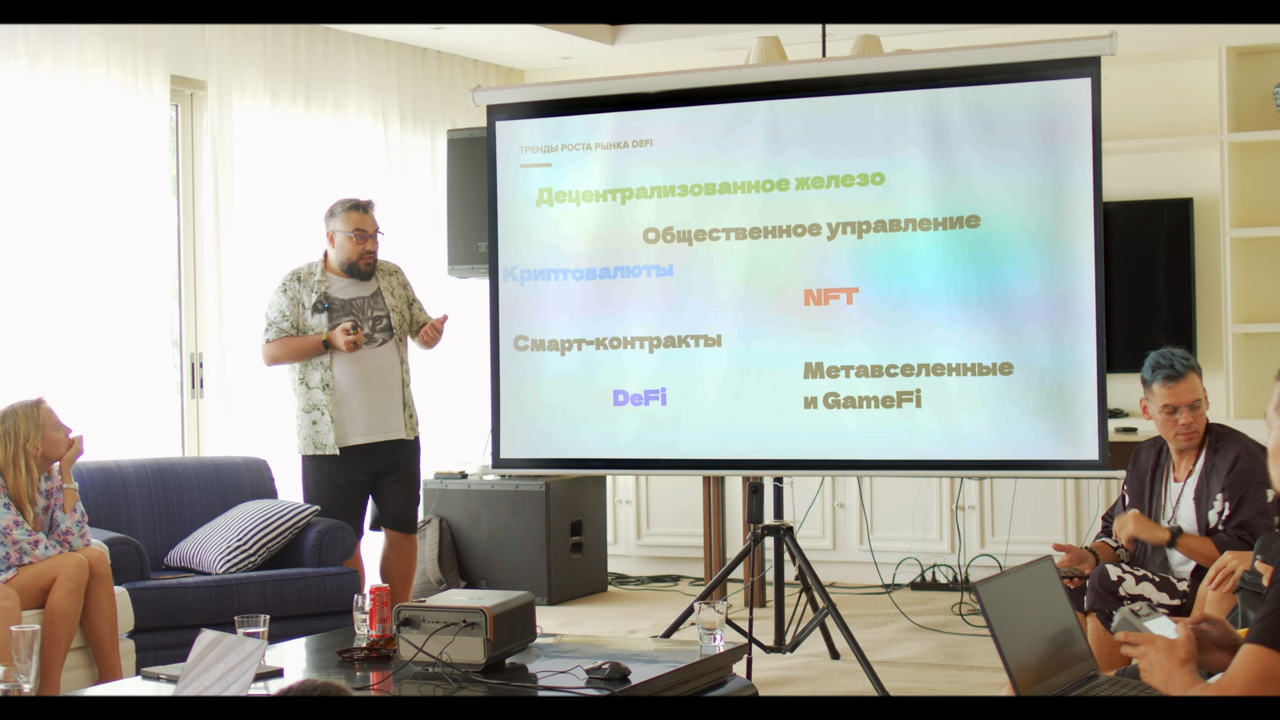 ТРЕНДЫ РОСТА РЫНКА DEFI
Децентрализованное железо
Общественное управление
Криптовалюты
NFT
Смарт-контракты
Метавселенные
DeFi
и GameFi